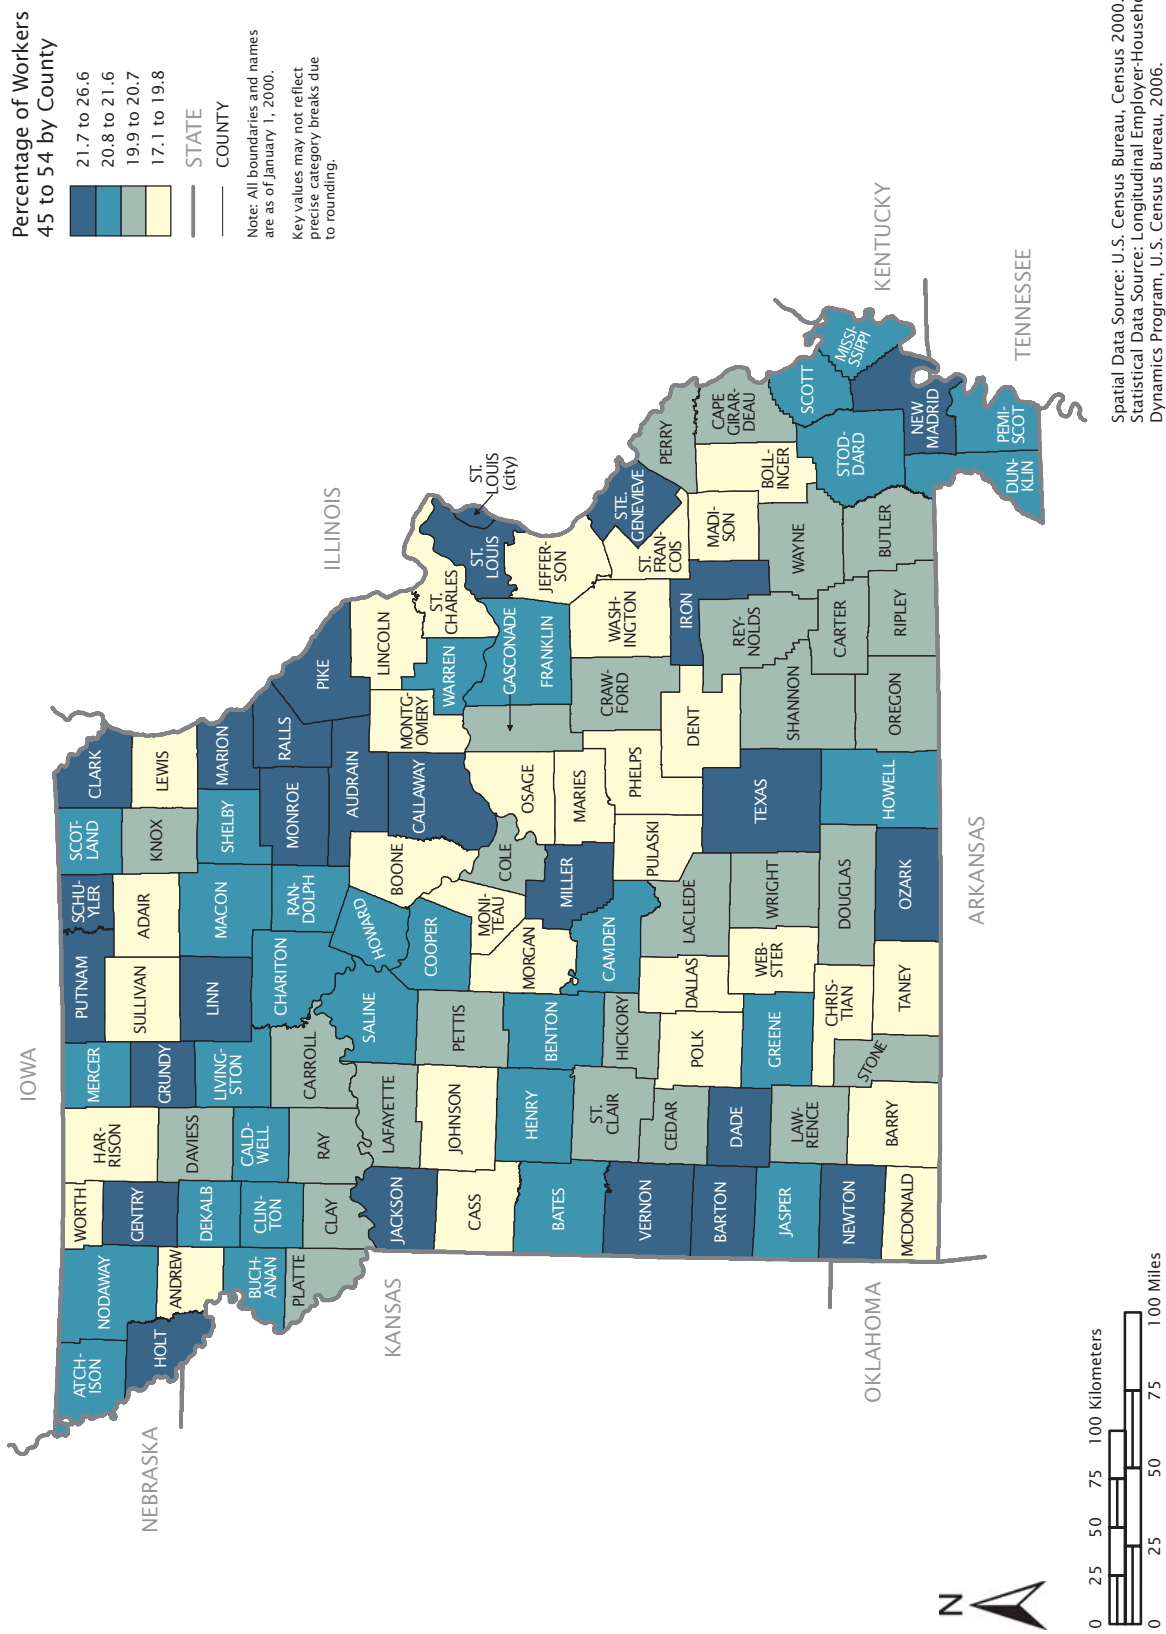 Percentage of Workers
45 to 54 by County
21.7 to 26.6
20.8 to 21.6
19.9 to 20.7
17.1 to 19.8
STATE
COUNTY
Note: All boundaries and names
are as of January 1, 2000.
Key values may not reflect
precise category breaks due
to rounding.
IOWA
NEBRASKA
KANSAS
OKLAHOMA
ARKANSAS
TENNESSEE
KENTUCKY
ILLINOIS
ATCH-
ISON
NODAWAY
WORTH
HAR-
RISON
MERCER
PUTNAM
SCHU-
YLER
SCOT-
LAND
CLARK
HOLT
ANDREW
GENTRY
DAVIESS
GRUNDY
SULLIVAN
ADAIR
KNOX
LEWIS
DEKALB
BUCH-
ANAN
CLIN-
TON
CALD-
WELL
LIVING-
STON
LINN
MACON
SHELBY
MARION
PLATTE
CLAY
RAY
CARROLL
CHARITON
RAN-
DOLPH
MONROE
RALLS
PIKE
AUDRAIN
JACKSON
LAFAYETTE
SALINE
HOWARD
BOONE
CALLAWAY
MONTG-
OMERY
LINCOLN
WARREN
ST.
CHARLES
ST.
LOUIS
ST.
LOUIS
(city)
CASS
JOHNSON
PETTIS
COOPER
MONI-
TEAU
COLE
OSAGE
GASCONADE
FRANKLIN
JEFFER-
SON
BATES
HENRY
BENTON
MORGAN
MILLER
MARIES
CAMDEN
PHELPS
CRAW-
FORD
WASH-
INGTON
ST.
FRAN-
COIS
STE.
GENEVIEVE
PERRY
VERNON
ST.
CLAIR
HICKORY
PULASKI
DENT
IRON
MADI-
SON
BOLL-
INGER
CAPE
GIRAR-
DEAU
CEDAR
POLK
DALLAS
LACLEDE
TEXAS
REY-
NOLDS
WAYNE
SCOTT
BARTON
DADE
GREENE
WEB-
STER
WRIGHT
SHANNON
CARTER
STOD-
DARD
MISSI-
SSIPPI
JASPER
LAW-
RENCE
CHRIS-
TIAN
DOUGLAS
HOWELL
OREGON
RIPLEY
BUTLER
NEW
MADRID
NEWTON
MCDONALD
BARRY
STONE
TANEY
OZARK
DUN-
KLIN
PEMI-
SCOT
N
0 25 50 75 100 Kilometers
0 25 50 75 100 Miles
Spatial Data Source: U.S. Census Bureau, Census 2000.
Statistical Data Source: Longitudinal Employer-Househo
Dynamics Program, U.S. Census Bureau, 2006.